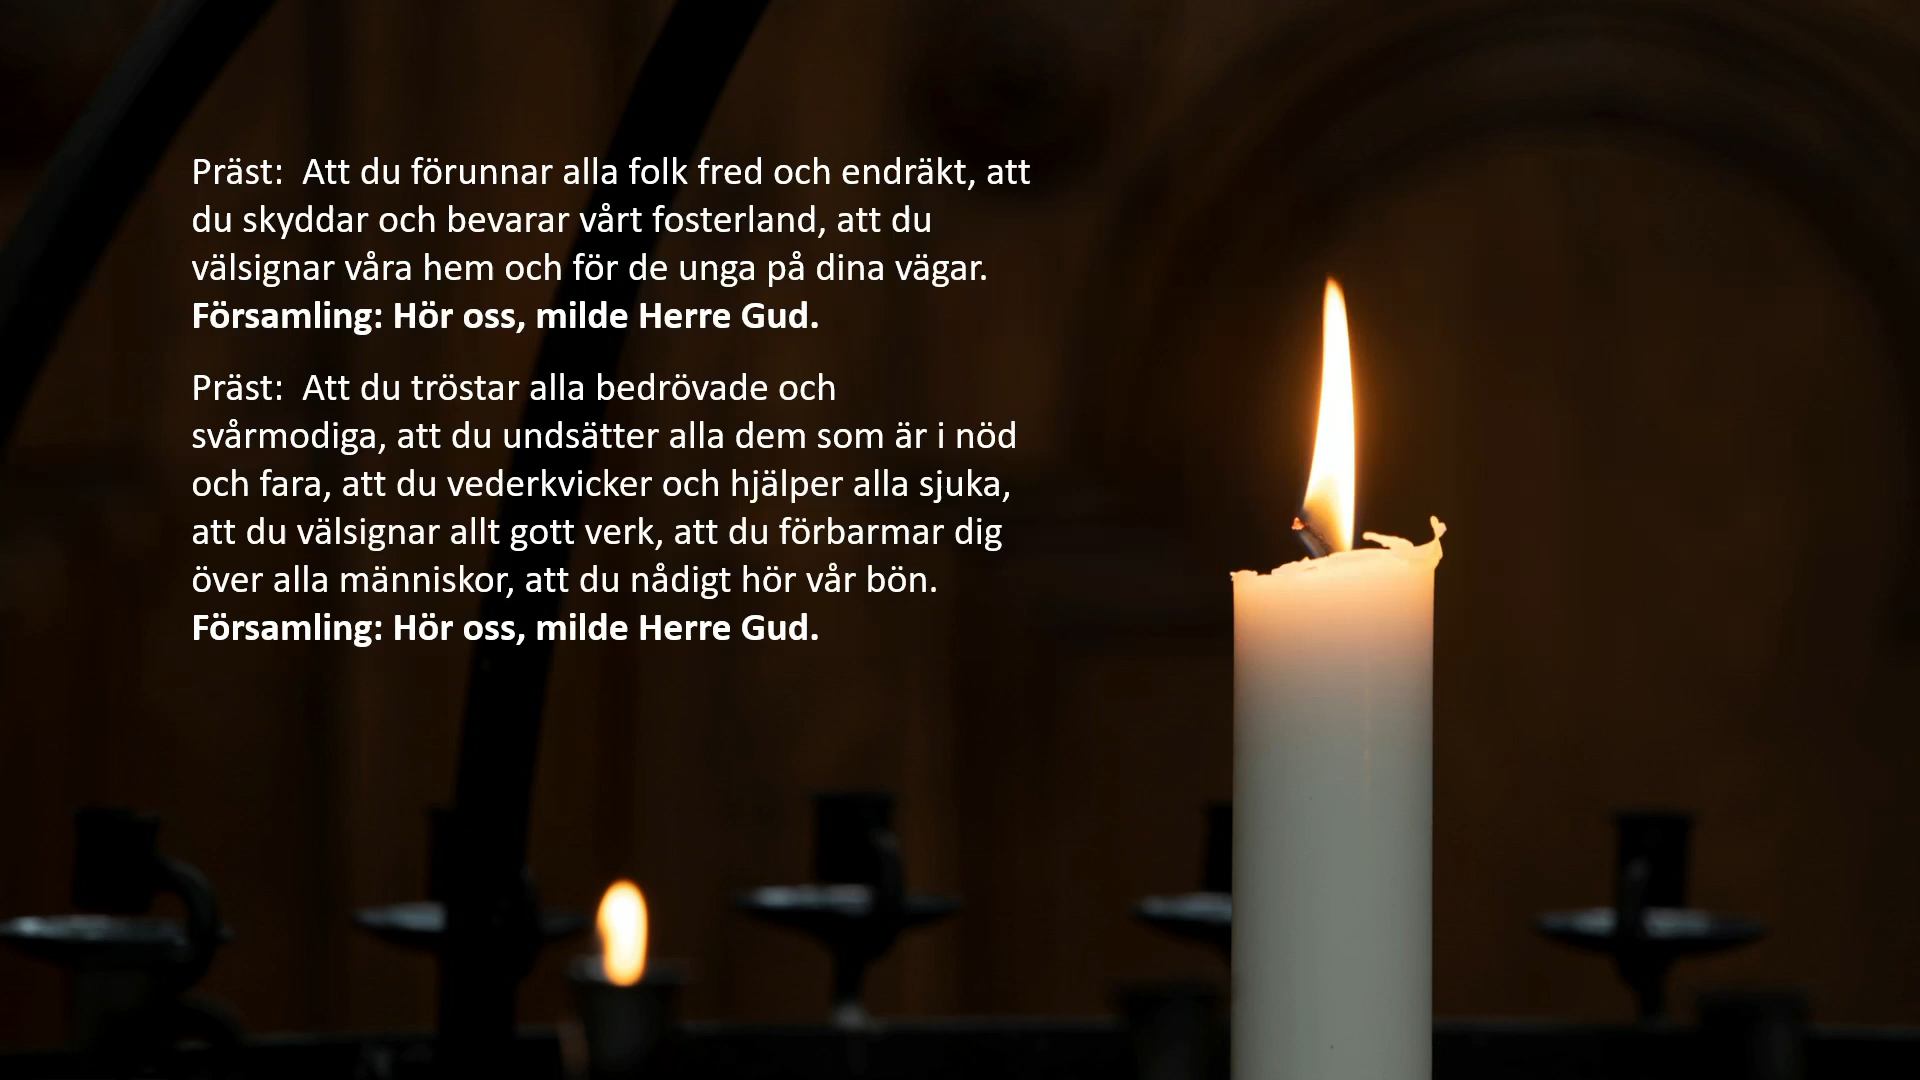 Präst:  Att du förunnar alla folk fred och endräkt, att
du skyddar och bevarar vårt fosterland, att du
välsignar våra hem och för de unga på dina vägar.
Församling: Hör oss, milde Herre Gud.
Präst:  Att du tröstar alla bedrövade och
svårmodiga, att du undsätter alla dem som är i nöd
och fara, att du vederkvicker och hjälper alla sjuka,
att du välsignar allt gott verk, att du förbarmar dig
över alla människor, att du nådigt hör vår bön.
Församling: Hör oss, milde Herre Gud.